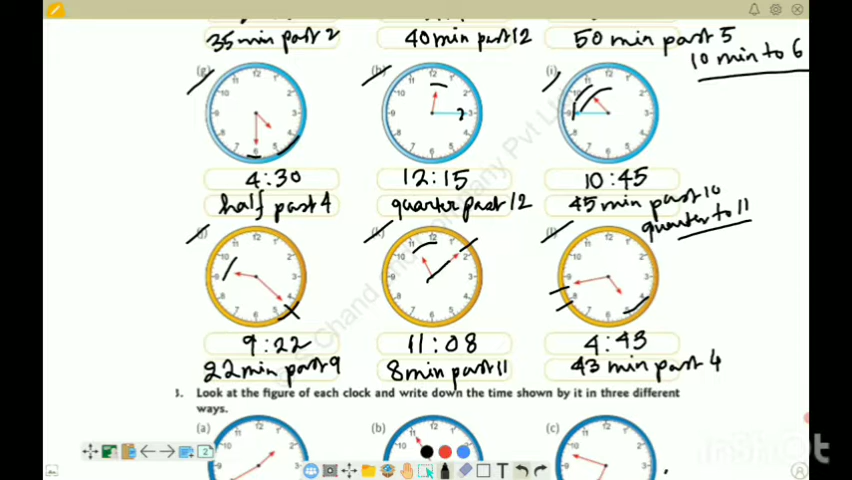 35 min past 2
40 min past 12
50 min past 5
10 min to 6
(g)
(h)
(i)
4:30
12:15
10:45
half past 4
quarter past 12
45 min past 10
quarter to 11
(j)
(k)
(l)
9:22
11:08
4:43
22 min past 9
8 min past 11
43 min past 4
3. Look at the figure of each clock and write down the time shown by it in three different
ways.
(a)
(b)
(c)